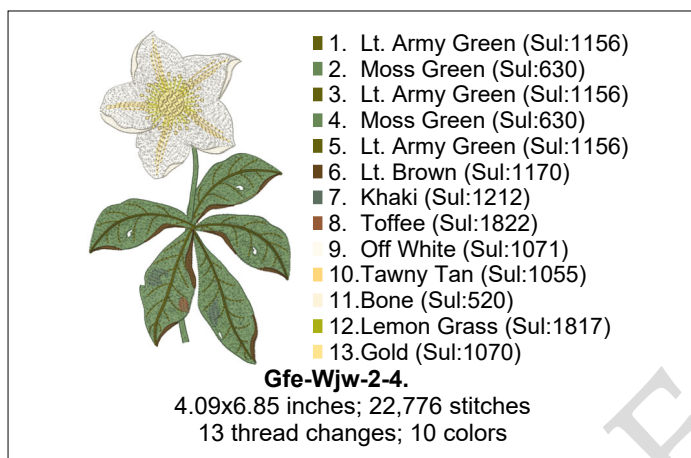 1. Lt. Army Green (Sul:1156)
2. Moss Green (Sul:630)
3. Lt. Army Green (Sul:1156)
4. Moss Green (Sul:630)
5. Lt. Army Green (Sul:1156)
6. Lt. Brown (Sul:1170)
7. Khaki (Sul:1212)
8. Toffee (Sul:1822)
9. Off White (Sul:1071)
10.Tawny Tan (Sul:1055)
11.Bone (Sul:520)
12.Lemon Grass (Sul:1817)
13.Gold (Sul:1070)
Gfe-Wjw-2-4.
4.09x6.85 inches; 22,776 stitches
13 thread changes; 10 colors